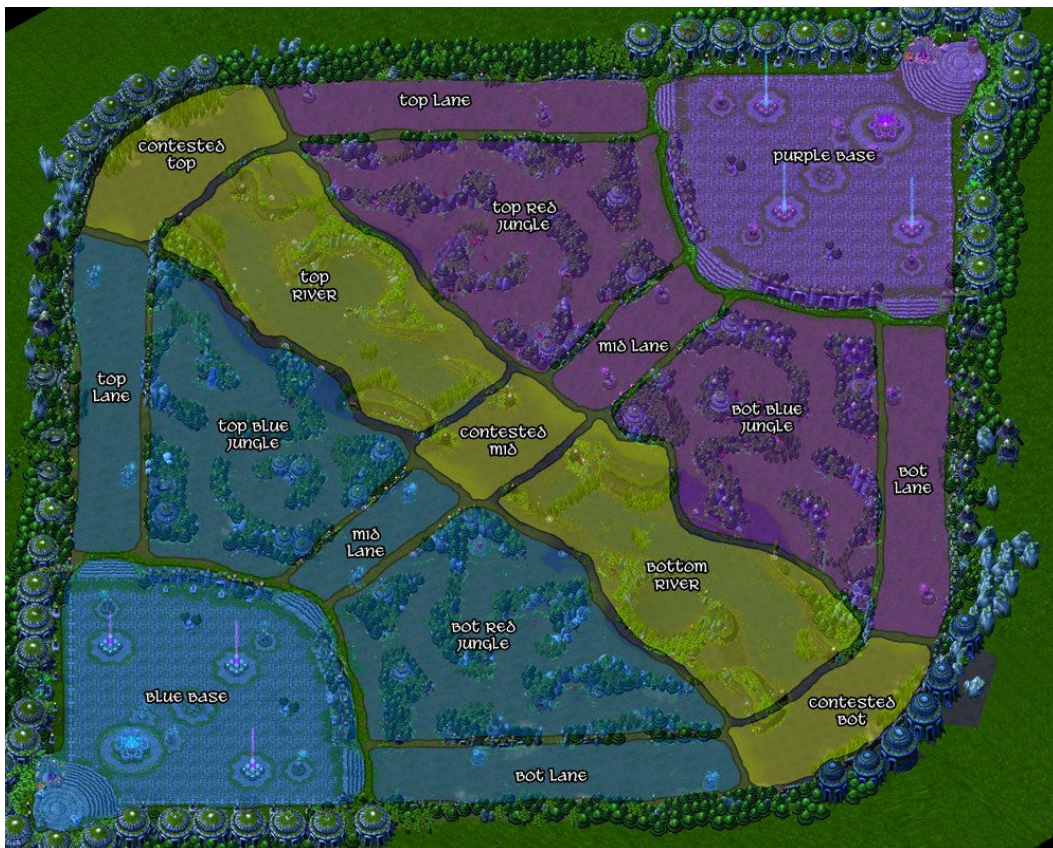 Top Lane
Contested
Top
Purple Base
Top Red
Jungle
Top
River
Mid Lane
Top
Lane
Bot Blue
Jungle
Top Blue
Jungle
Contested
Mid
Bot
Lane
Mid
Lane
Bottom
River
Bot Red
Jungle
Blue Base
Contested
Bot
Bot Lane